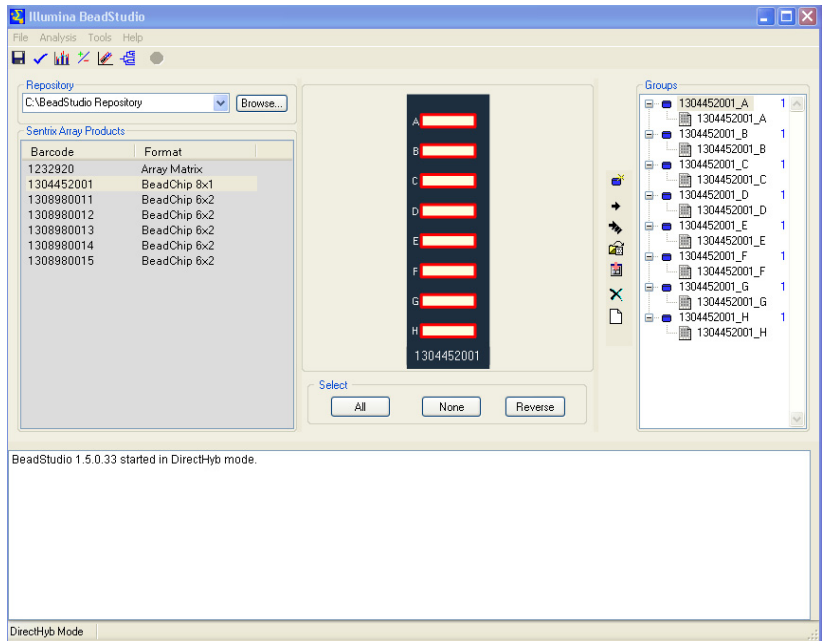 Illumina BeadStudio
File Analysis Tools Help
Repository
C:\BeadStudio Repository
Browse...
Sentrix Array Products
Barcode Format
1232920 Array Matrix
1304452001 BeadChip 8x1
1308980011 BeadChip 6x2
1308980012 BeadChip 6x2
1308980013 BeadChip 6x2
1308980014 BeadChip 6x2
1308980015 BeadChip 6x2
A
B
C
D
E
F
G
H
1304452001
Select
All None Reverse
Groups
1304452001_A 1
1304452001_A
1304452001_B 1
1304452001_B
1304452001_C 1
1304452001_C
1304452001_D 1
1304452001_D
1304452001_E 1
1304452001_E
1304452001_F 1
1304452001_F
1304452001_G 1
1304452001_G
1304452001_H 1
1304452001_H
BeadStudio 1.5.0.33 started in DirectHyb mode.
DirectHyb Mode